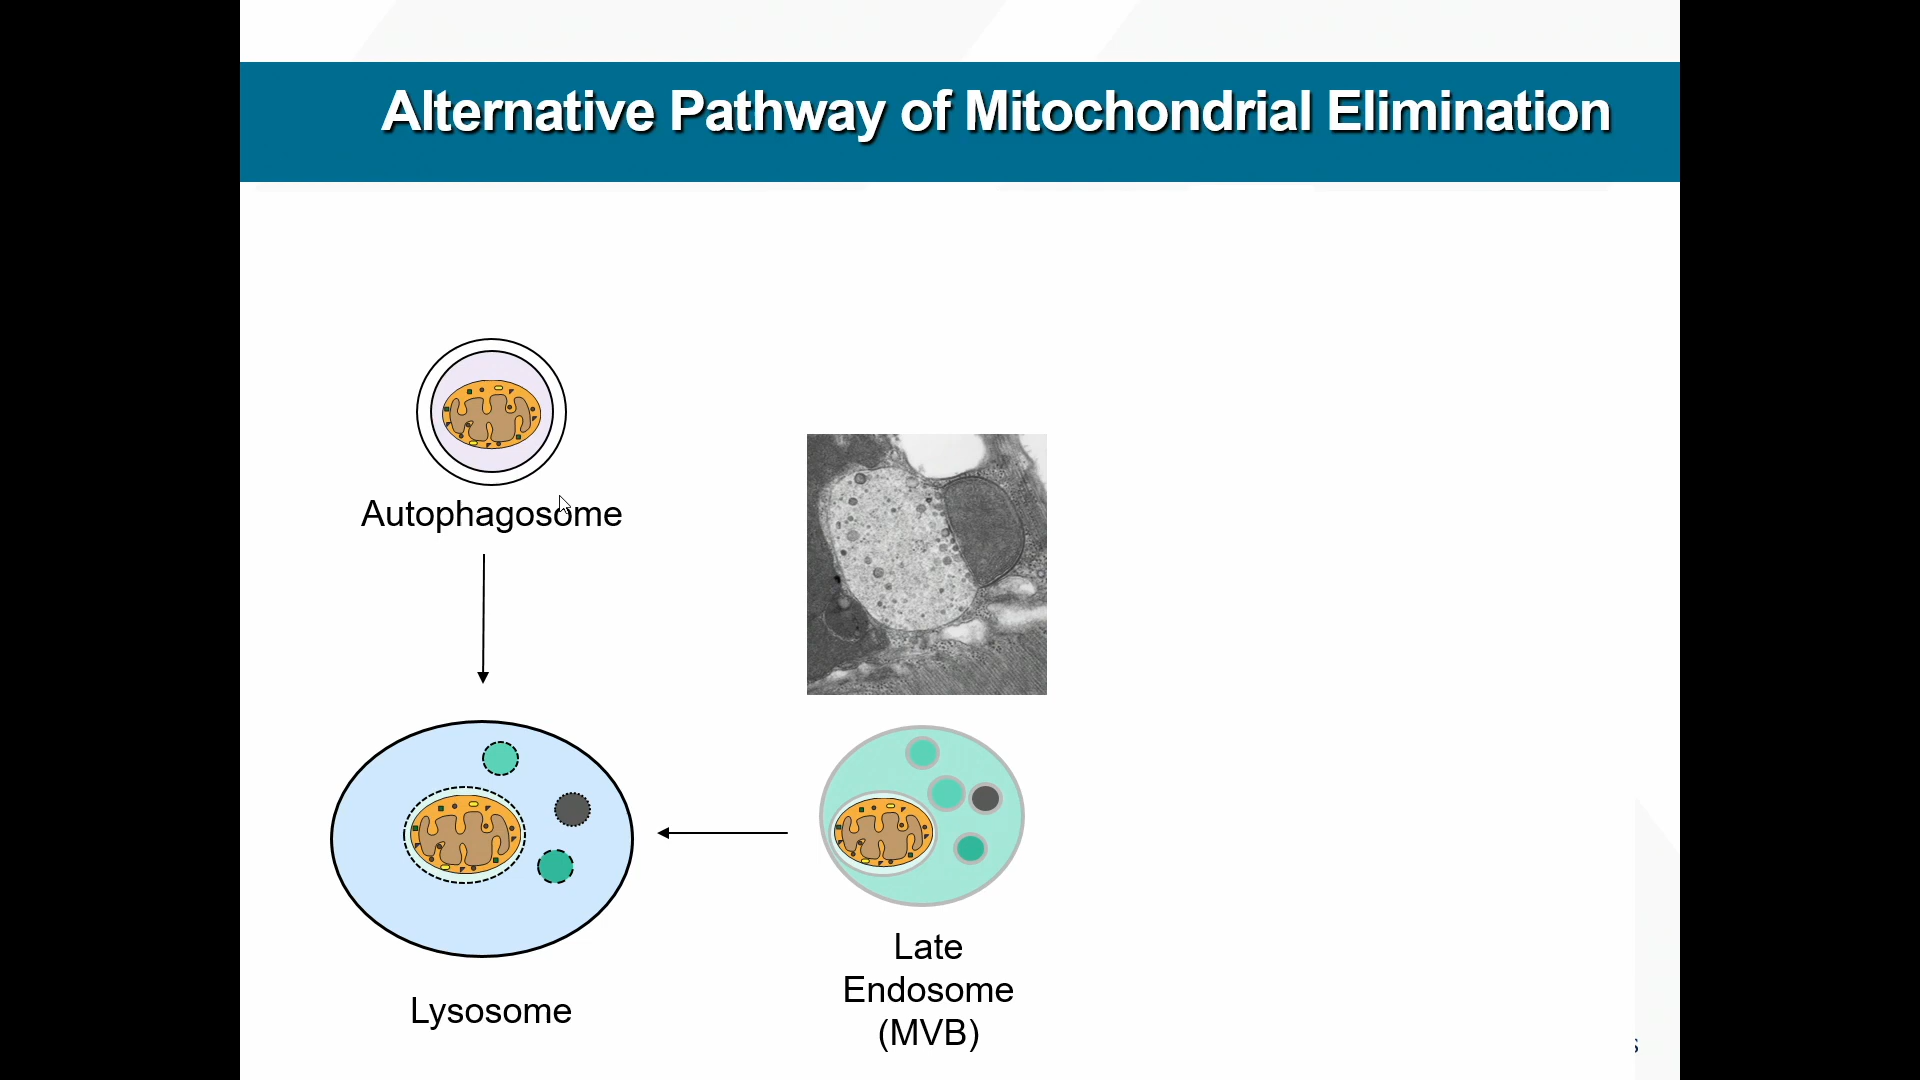 Alternative Pathway of Mitochondrial Elimination
Autophagosome
Lysosome
Late
Endosome
(MVB)